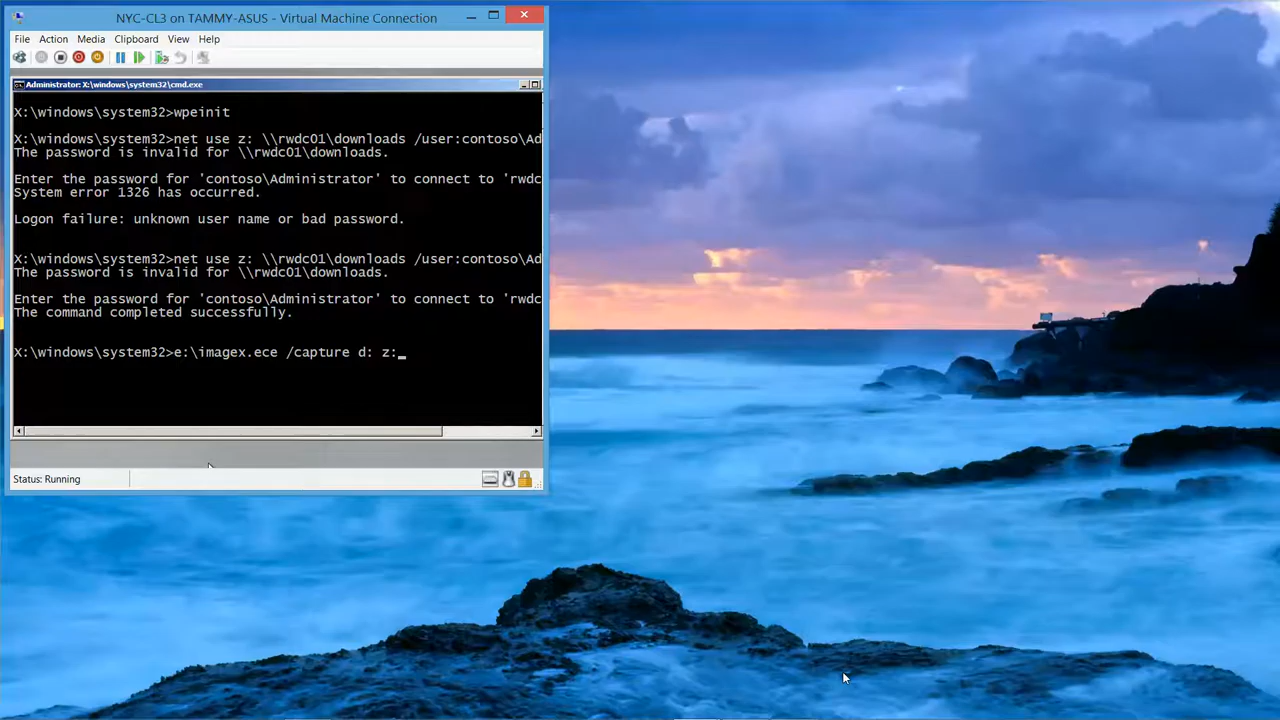 NYC-CL3 on TAMMY-ASUS - Virtual Machine Connection
File Action Media Clipboard View Help
Administrator: X:\windows\system32\cmd.exe
X:\windows\system32>wpeinit
X:\windows\system32>net use z: \\rwdc01\downloads /user:contoso\Ad
The password is invalid for \\rwdc01\downloads.
Enter the password for 'contoso\Administrator' to connect to 'rwdc
System error 1326 has occurred.
Logon failure: unknown user name or bad password.
X:\windows\system32>net use z: \\rwdc01\downloads /user:contoso\Ad
The password is invalid for \\rwdc01\downloads.
Enter the password for 'contoso\Administrator' to connect to 'rwdc
The command completed successfully.
X:\windows\system32>e:\imagex.ece /capture d: z:_
Status: Running